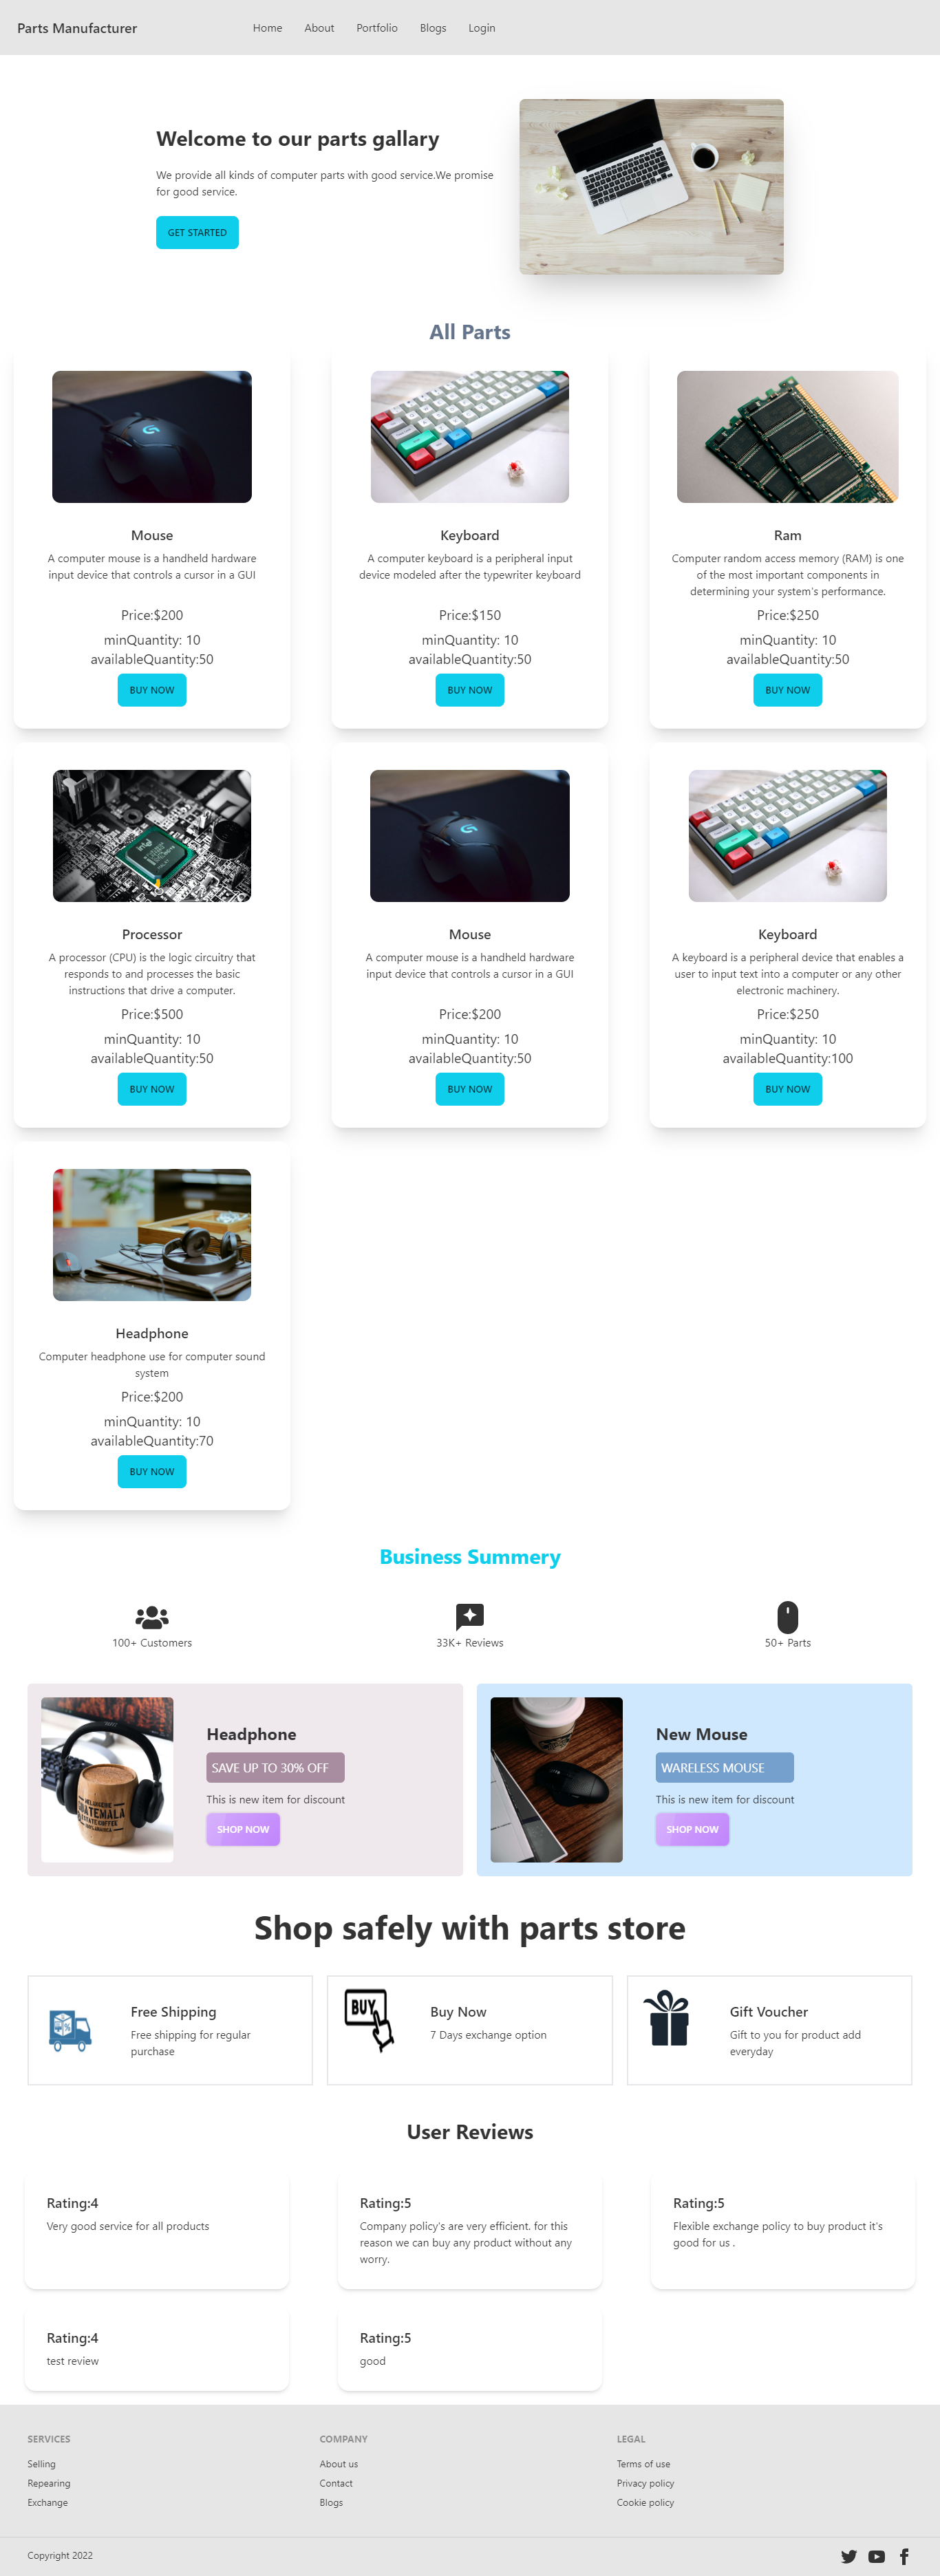 Parts Manufacturer
Home About Portfolio Blogs Login
Welcome to our parts gallary
We provide all kinds of computer parts with good service.We promise
for good service.
GET STARTED
All Parts
Mouse
A computer mouse is a handheld hardware
input device that controls a cursor in a GUI
Price:$200
minQuantity: 10
availableQuantity:50
BUY NOW
Keyboard
A computer keyboard is a peripheral input
device modeled after the typewriter keyboard
Price:$150
minQuantity: 10
availableQuantity:50
BUY NOW
Ram
Computer random access memory (RAM) is one
of the most important components in
determining your system's performance.
Price:$250
minQuantity: 10
availableQuantity:50
BUY NOW
Processor
A processor (CPU) is the logic circuitry that
responds to and processes the basic
instructions that drive a computer.
Price:$500
minQuantity: 10
availableQuantity:50
BUY NOW
Mouse
A computer mouse is a handheld hardware
input device that controls a cursor in a GUI
Price:$200
minQuantity: 10
availableQuantity:50
BUY NOW
Keyboard
A keyboard is a peripheral device that enables a
user to input text into a computer or any other
electronic machinery.
Price:$250
minQuantity: 10
availableQuantity:100
BUY NOW
Headphone
Computer headphone use for computer sound
system
Price:$200
minQuantity: 10
availableQuantity:70
BUY NOW
Business Summery
100+ Customers
33K+ Reviews
50+ Parts
Headphone
SAVE UP TO 30% OFF
This is new item for discount
SHOP NOW
New Mouse
WARELESS MOUSE
This is new item for discount
SHOP NOW
Shop safely with parts store
Free Shipping
Free shipping for regular
purchase
BUY
Buy Now
7 Days exchange option
Gift Voucher
Gift to you for product add
everyday
User Reviews
Rating:4
Very good service for all products
Rating:5
Company policy's are very efficient. for this
reason we can buy any product without any
worry.
Rating:5
Flexible exchange policy to buy product it's
good for us .
Rating:4
test review
Rating:5
good
SERVICES
Selling
Repearing
Exchange
COMPANY
About us
Contact
Blogs
LEGAL
Terms of use
Privacy policy
Cookie policy
Copyright 2022